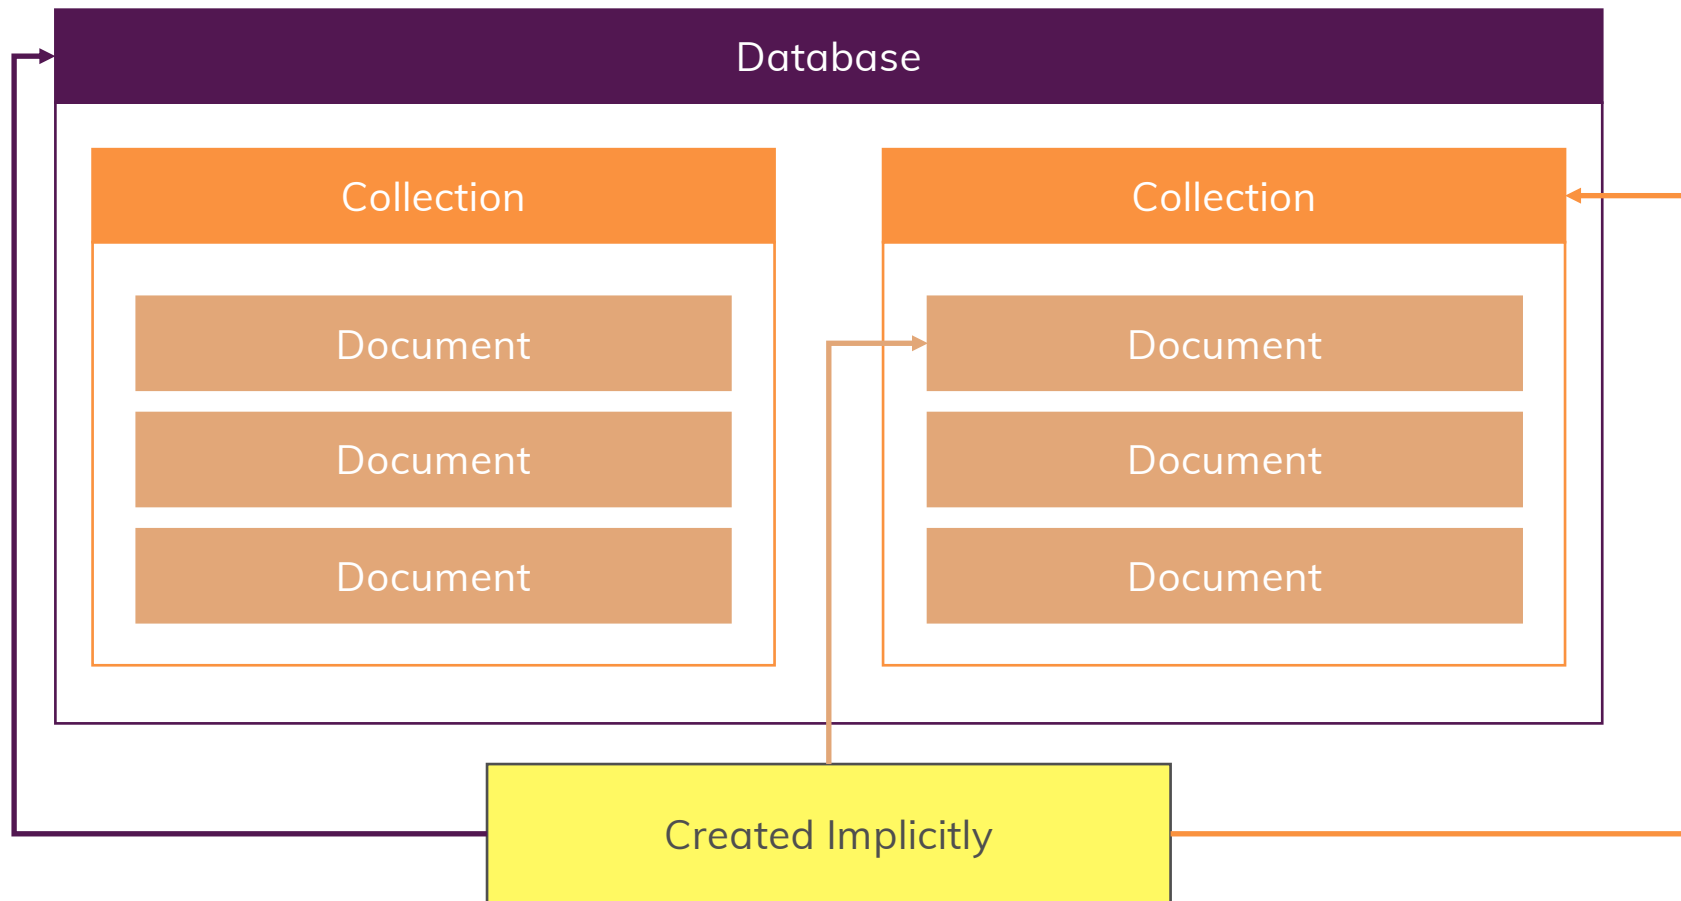 Database
Collection
Document
Document
Document
Collection
Document
Document
Document
Created Implicitly